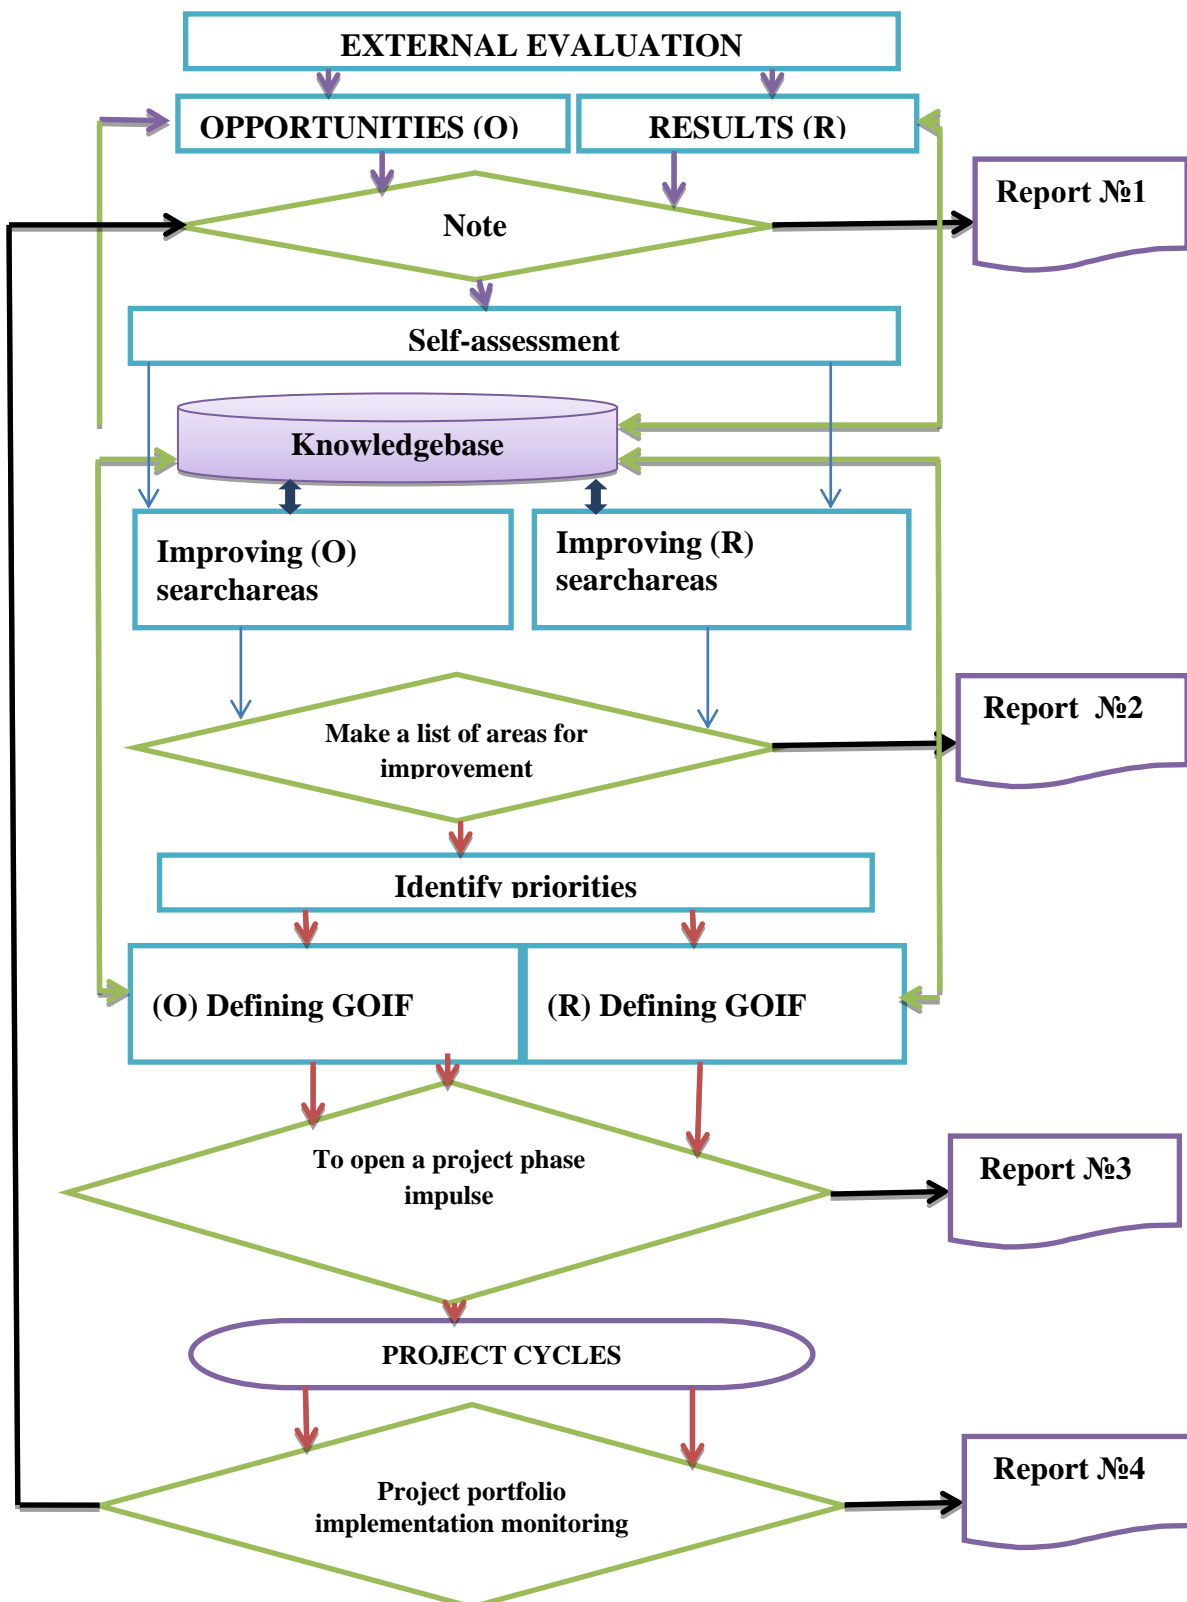 EXTERNAL EVALUATION
OPPORTUNITIES (O)
RESULTS (R)
Report №1
Note
Self-assessment
Knowledgebase
Improving (O)
searchareas
Improving (R)
searchareas
Report №2
Make a list of areas for
improvement
Identify priorities
(O) Defining GOIF
(R) Defining GOIF
To open a project phase
impulse
Report №3
PROJECT CYCLES
Project portfolio
implementation monitoring
Report №4